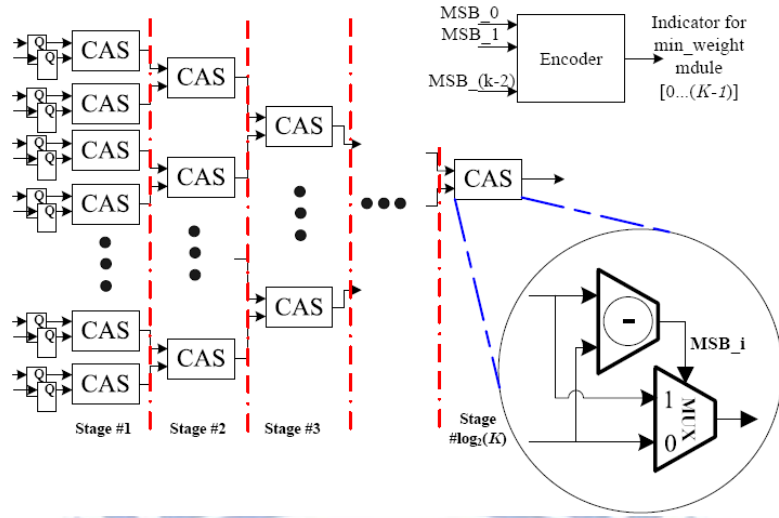 MSB_0
MSB_1
MSB_(k-2)
Encoder
Indicator for
min_weight
mdule
[0...(K-1)]
Q
Q
CAS
CAS
Q
Q
CAS
CAS
Q
Q
CAS
CAS
CAS
Q
Q
CAS
Q
Q
CAS
CAS
CAS
Q
Q
CAS
-
MSB_i
1
MUX
0
Stage #1
Stage #2
Stage #3
Stage
#log₂(K)